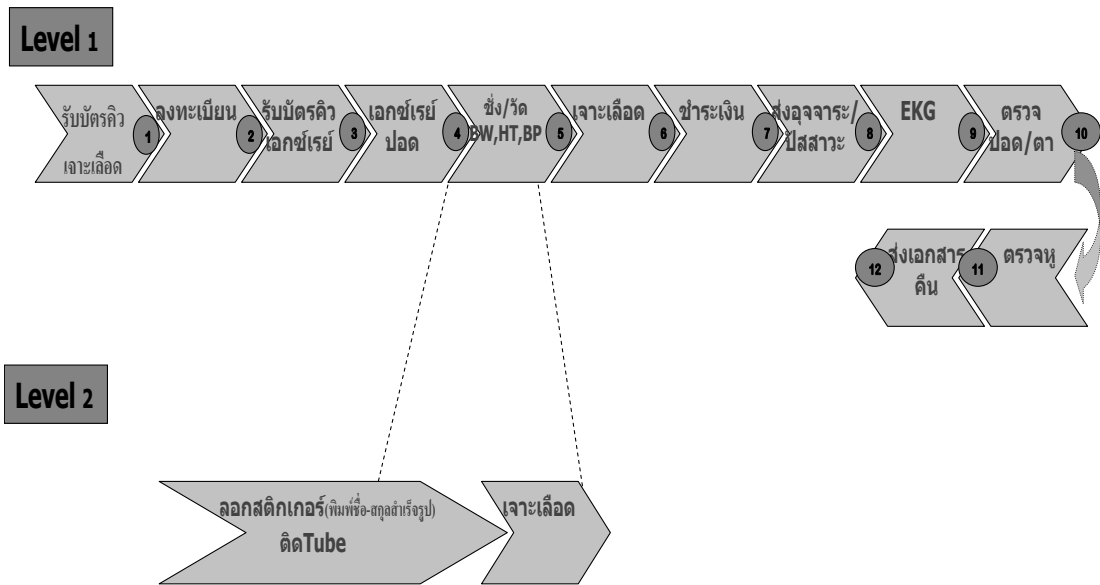 Level 1
รับบัตรคิว
เจาะเลือด
1
ลงทะเบียน
2
รับบัตรคิว
เอกซ์เรย์
3
เอกซ์เรย์
ปอด
4
ชั่ง/วัด
BW,HT,BP
5
เจาะเลือด
6
ชำระเงิน
7
ส่งอุจจาระ/
ปัสสาวะ
8
EKG
9
ตรวจ
ปอด/ตา
10
ตรวจหู
11
ส่งเอกสาร
คืน
12
Level 2
ลอกสติกเกอร์(พิมพ์ชื่อ-สกุลสำเร็จรูป)
ติดTube
เจาะเลือด